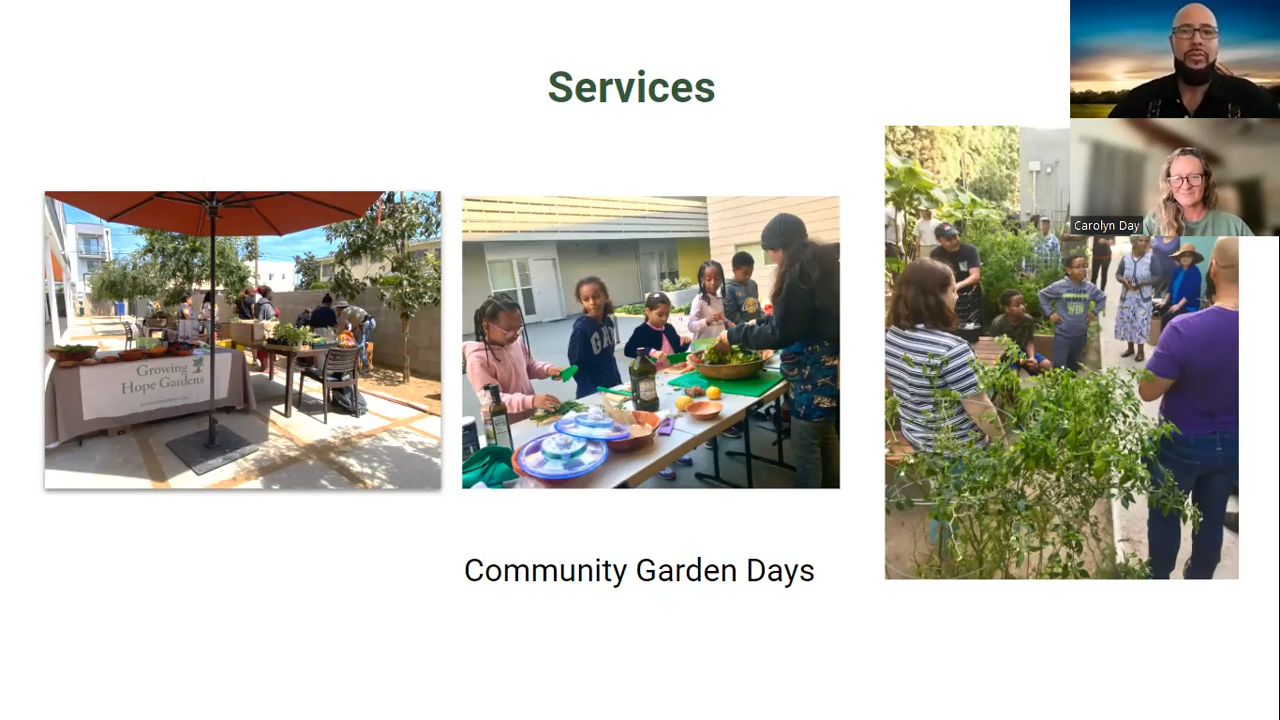 Services
Carolyn Day
Growing
Hope Gardens
Community Garden Days